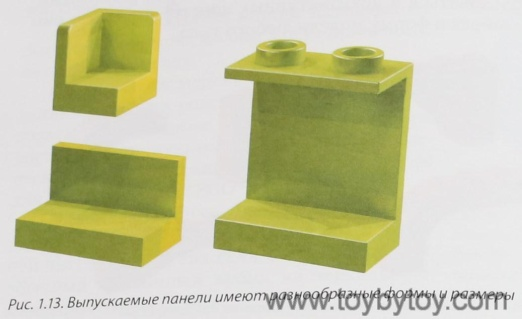 www.toybytoy.com
Рис. 1.13. Выпускаемые панели имеют разнообразные формы и размеры